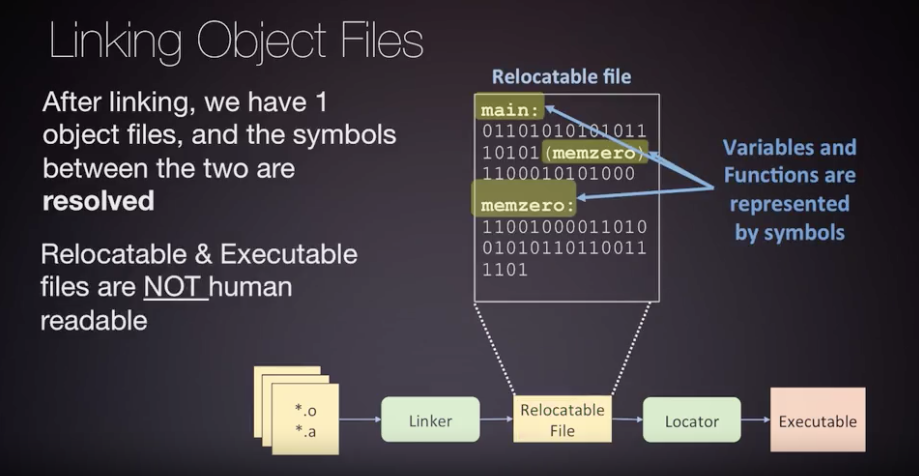 Linking Object Files
After linking, we have 1
object files, and the symbols
between the two are
resolved
Relocatable & Executable
files are NOT human
readable
Relocatable file
main:
01101010101011
10101(memzero)
1100010101000
memzero:
11001000011010
01010110110011
1101
Variables and
Functions are
represented
by symbols
*.o
*.a
Linker
Relocatable
File
Locator
Executable